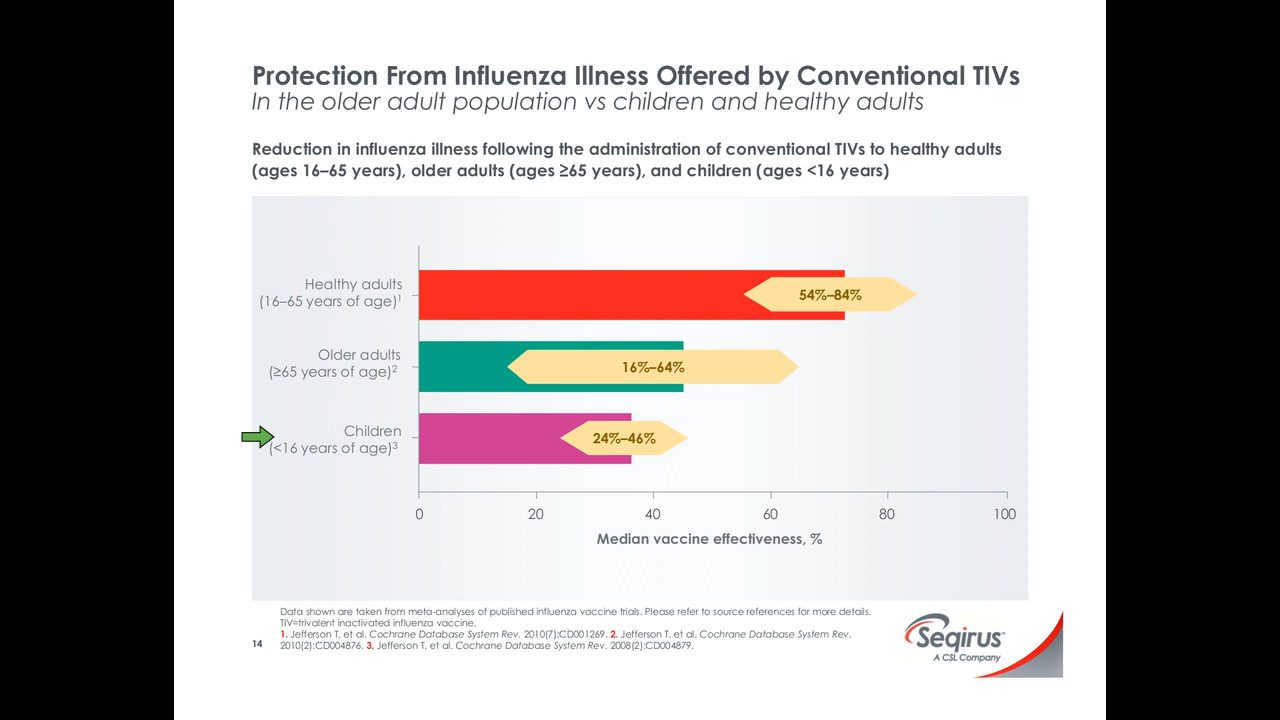 Protection From Influenza Illness Offered by Conventional TIVs
In the older adult population vs children and healthy adults
Reduction in influenza illness following the administration of conventional TIVs to healthy adults
(ages 16–65 years), older adults (ages ≥65 years), and children (ages <16 years)
Healthy adults
(16–65 years of age)1
54%–84%
Older adults
(≥65 years of age)2
16%–64%
Children
(<16 years of age)3
24%–46%
0 20 40 60 80 100
Median vaccine effectiveness, %
Data shown are taken from meta-analyses of published influenza vaccine trials. Please refer to source references for more details.
TIV=trivalent inactivated influenza vaccine.
1. Jefferson T, et al. Cochrane Database System Rev. 2010(7):CD001269. 2. Jefferson T, et al. Cochrane Database System Rev.
2010(2):CD004876. 3. Jefferson T, et al. Cochrane Database System Rev. 2008(2):CD004879.
14
Seqirus™
A CSL Company